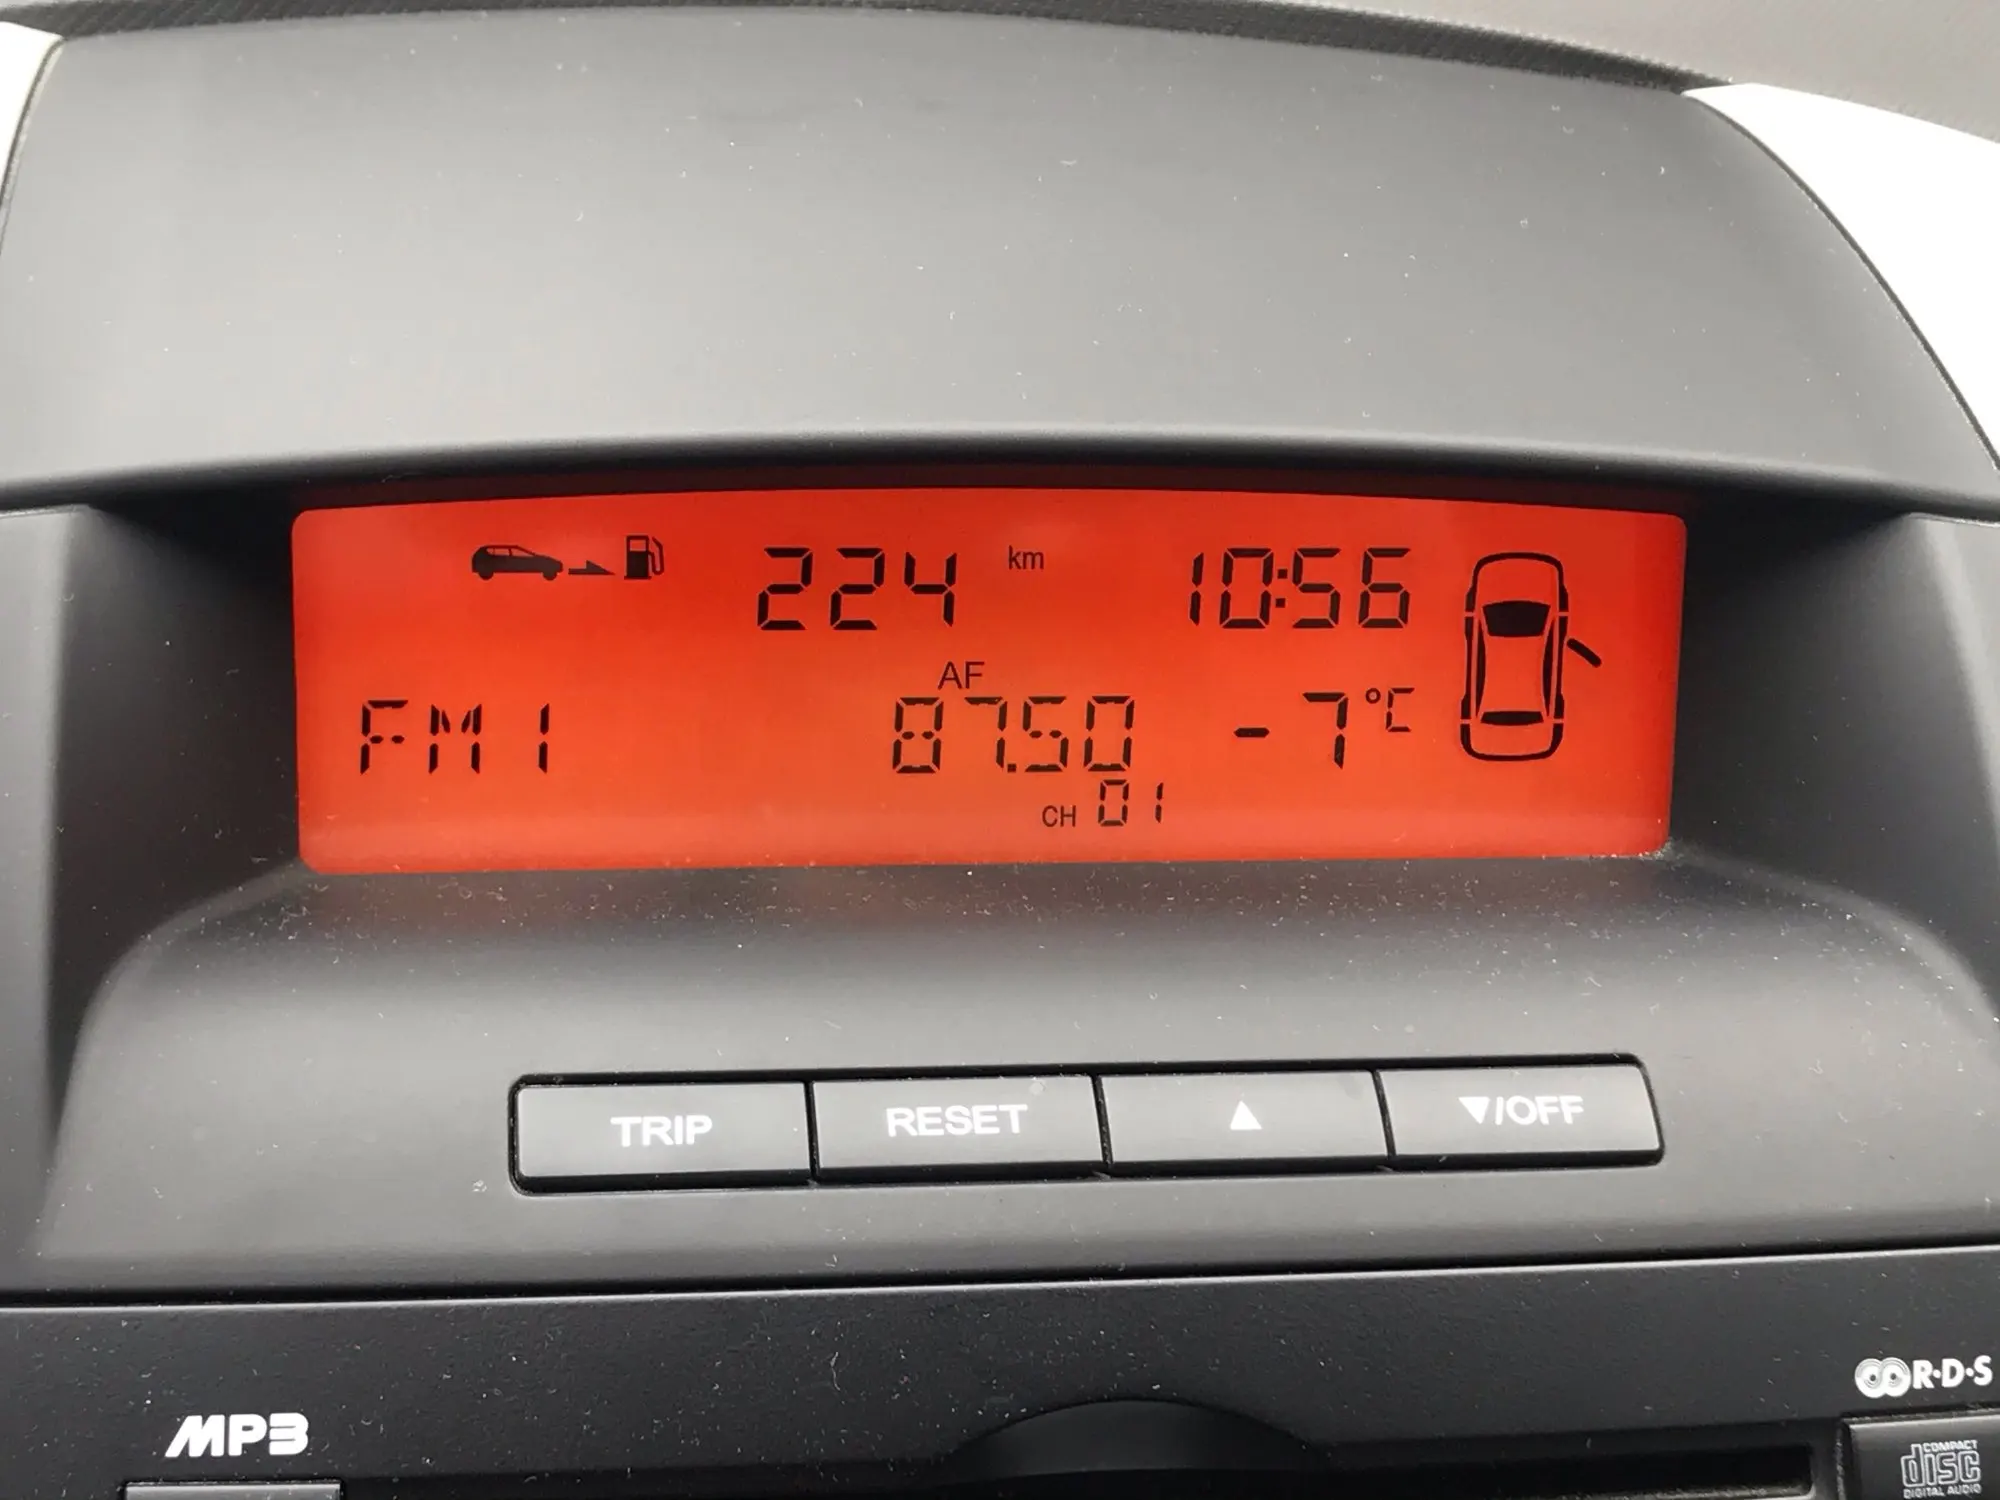 224 km 10:56
AF
FM1 87.50 -7°C
CH 01
TRIP RESET ▲ ▼/OFF
R·D·S
MP3
COMPACT
disc
DIGITAL AUDIO